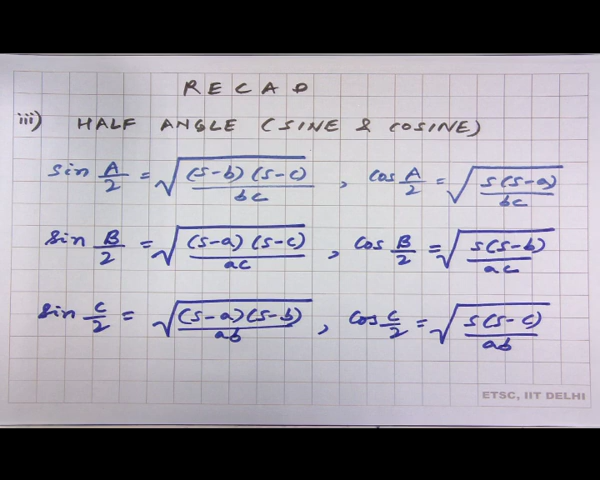 RECAP
iii) HALF ANGLE (SINE & COSINE)
sin A/2 = √((s-b)(s-c)/bc) , cos A/2 = √(s(s-a)/bc)
sin B/2 = √((s-a)(s-c)/ac) , cos B/2 = √(s(s-b)/ac)
sin C/2 = √((s-a)(s-b)/ab) , cos C/2 = √(s(s-c)/ab)
ETSC, IIT DELHI